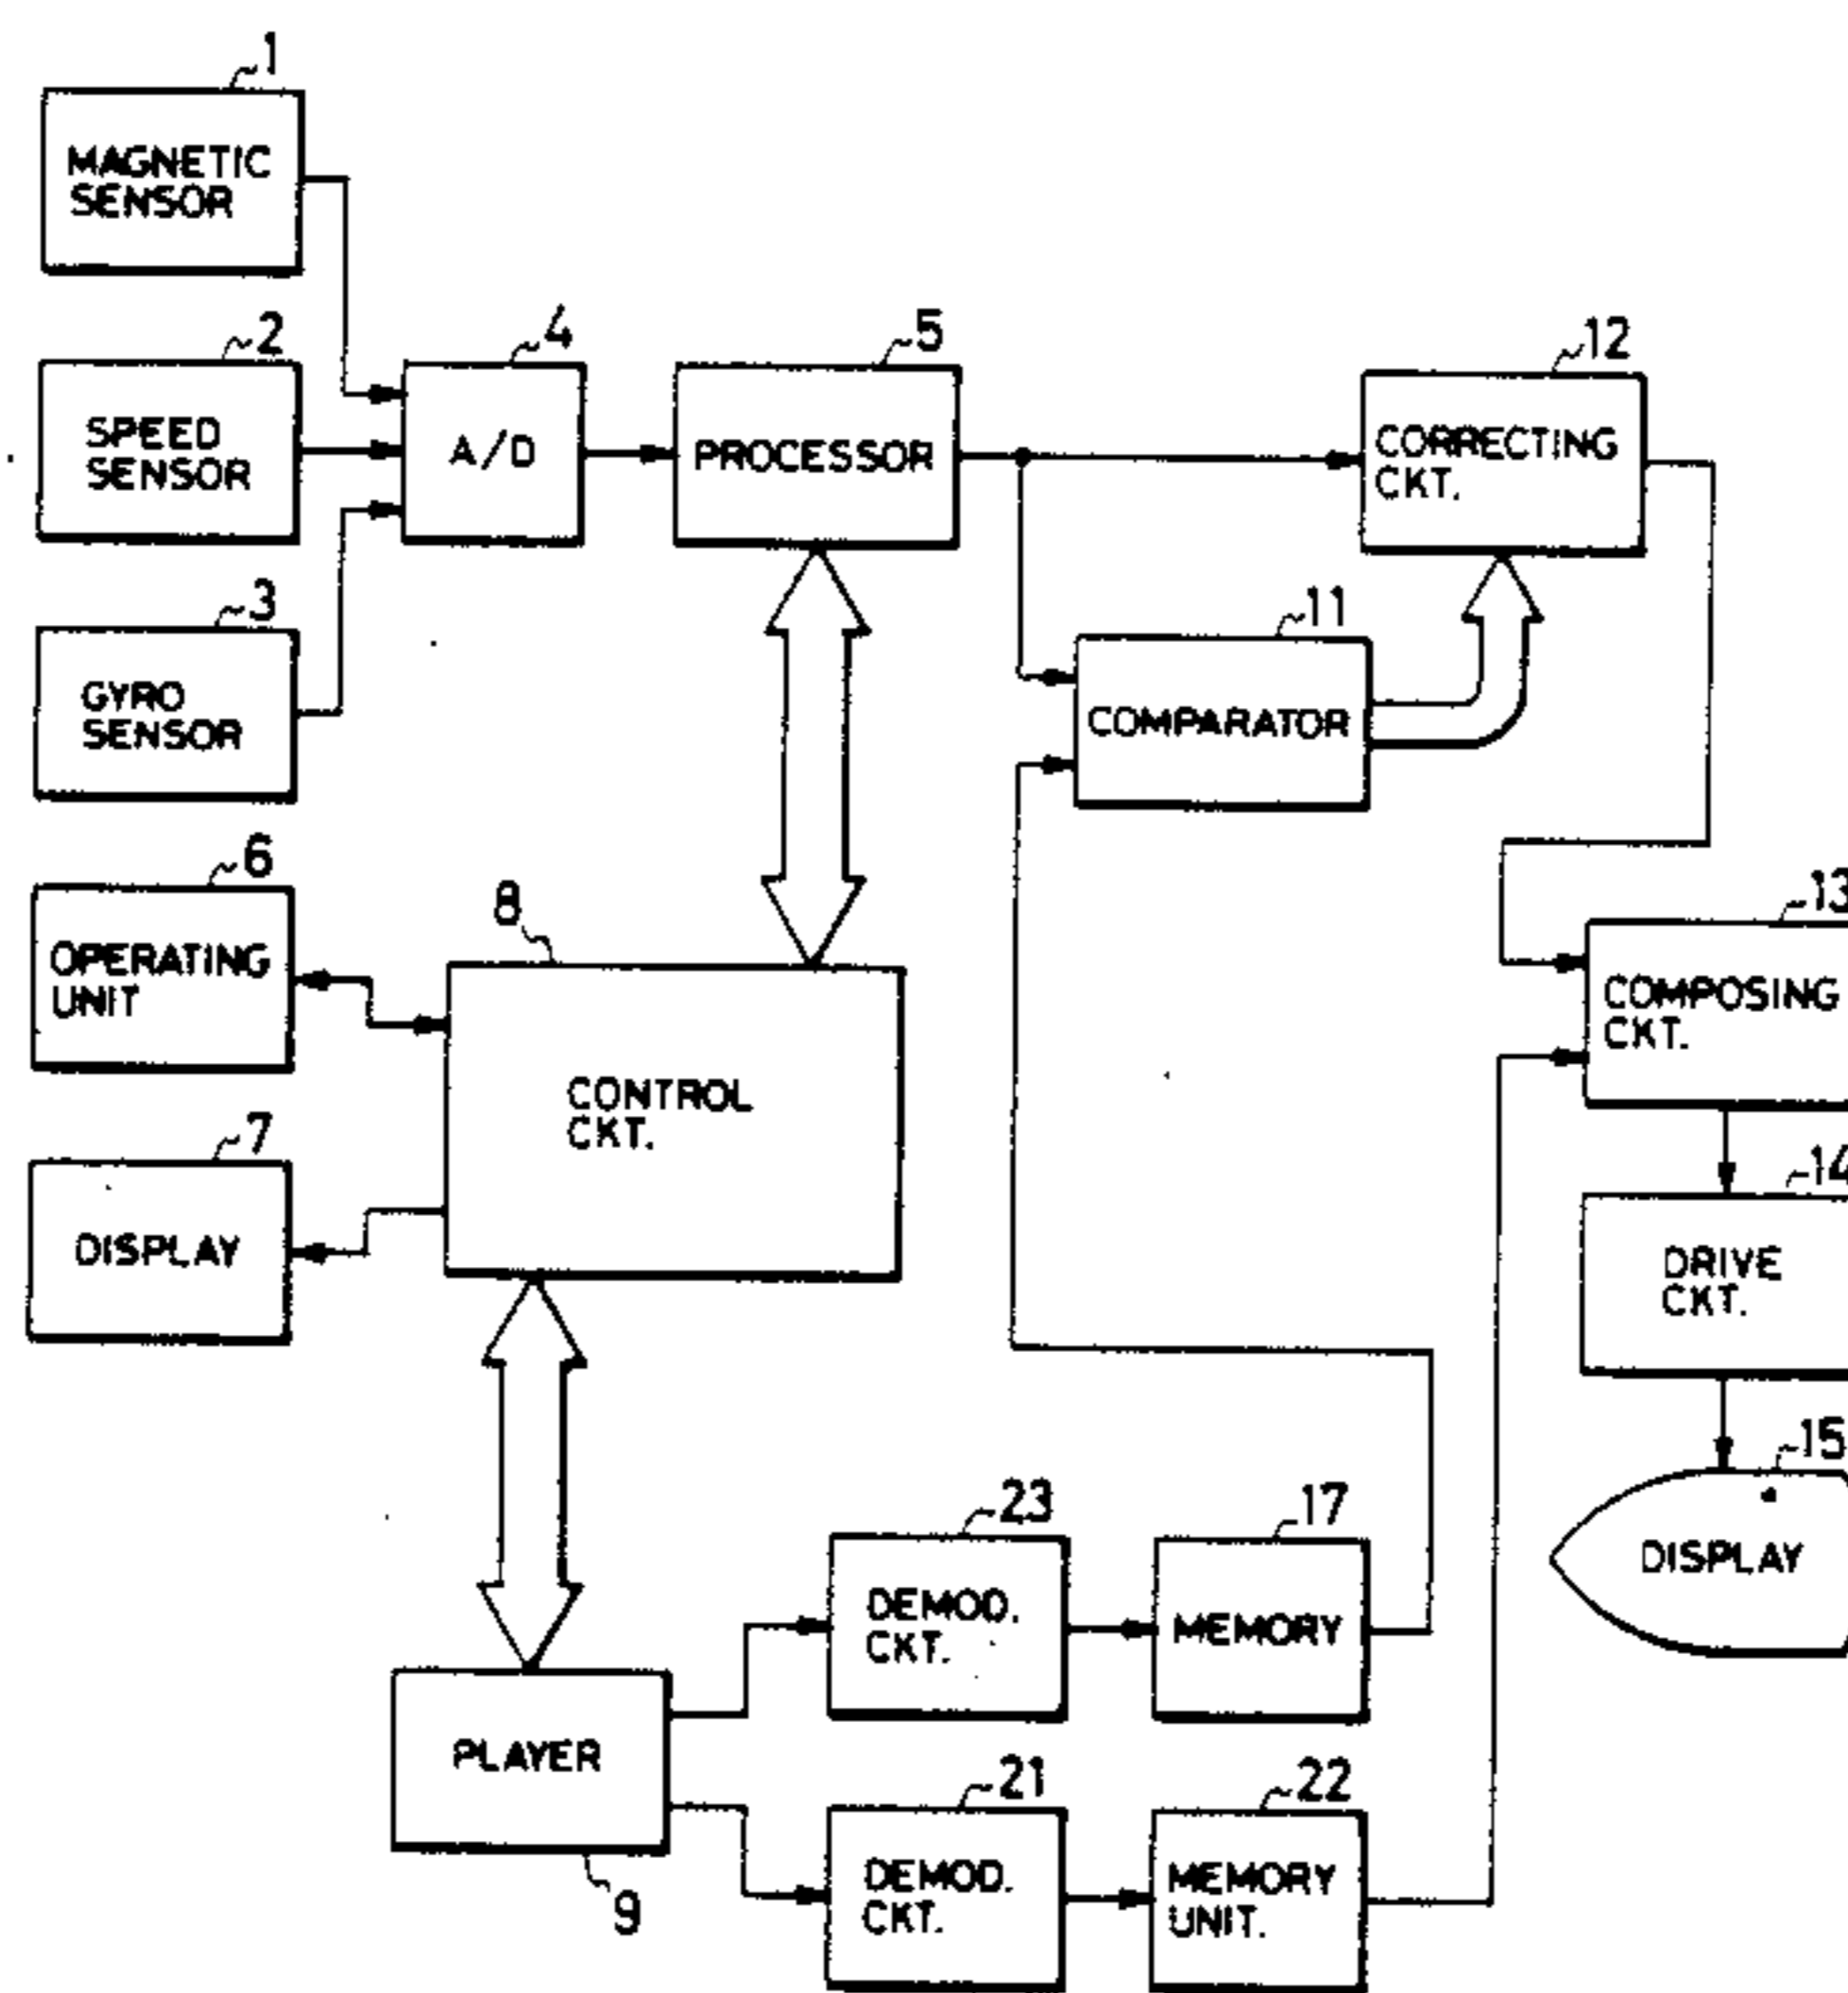 1
MAGNETIC
SENSOR
2
SPEED
SENSOR
3
GYRO
SENSOR
4
A/D
5
PROCESSOR
12
CORRECTING
CKT.
11
COMPARATOR
6
OPERATING
UNIT
7
DISPLAY
8
CONTROL
CKT.
13
COMPOSING
CKT.
14
DRIVE
CKT.
15
DISPLAY
9
PLAYER
23
DEMOD.
CKT.
17
MEMORY
21
DEMOD.
CKT.
22
MEMORY
UNIT.